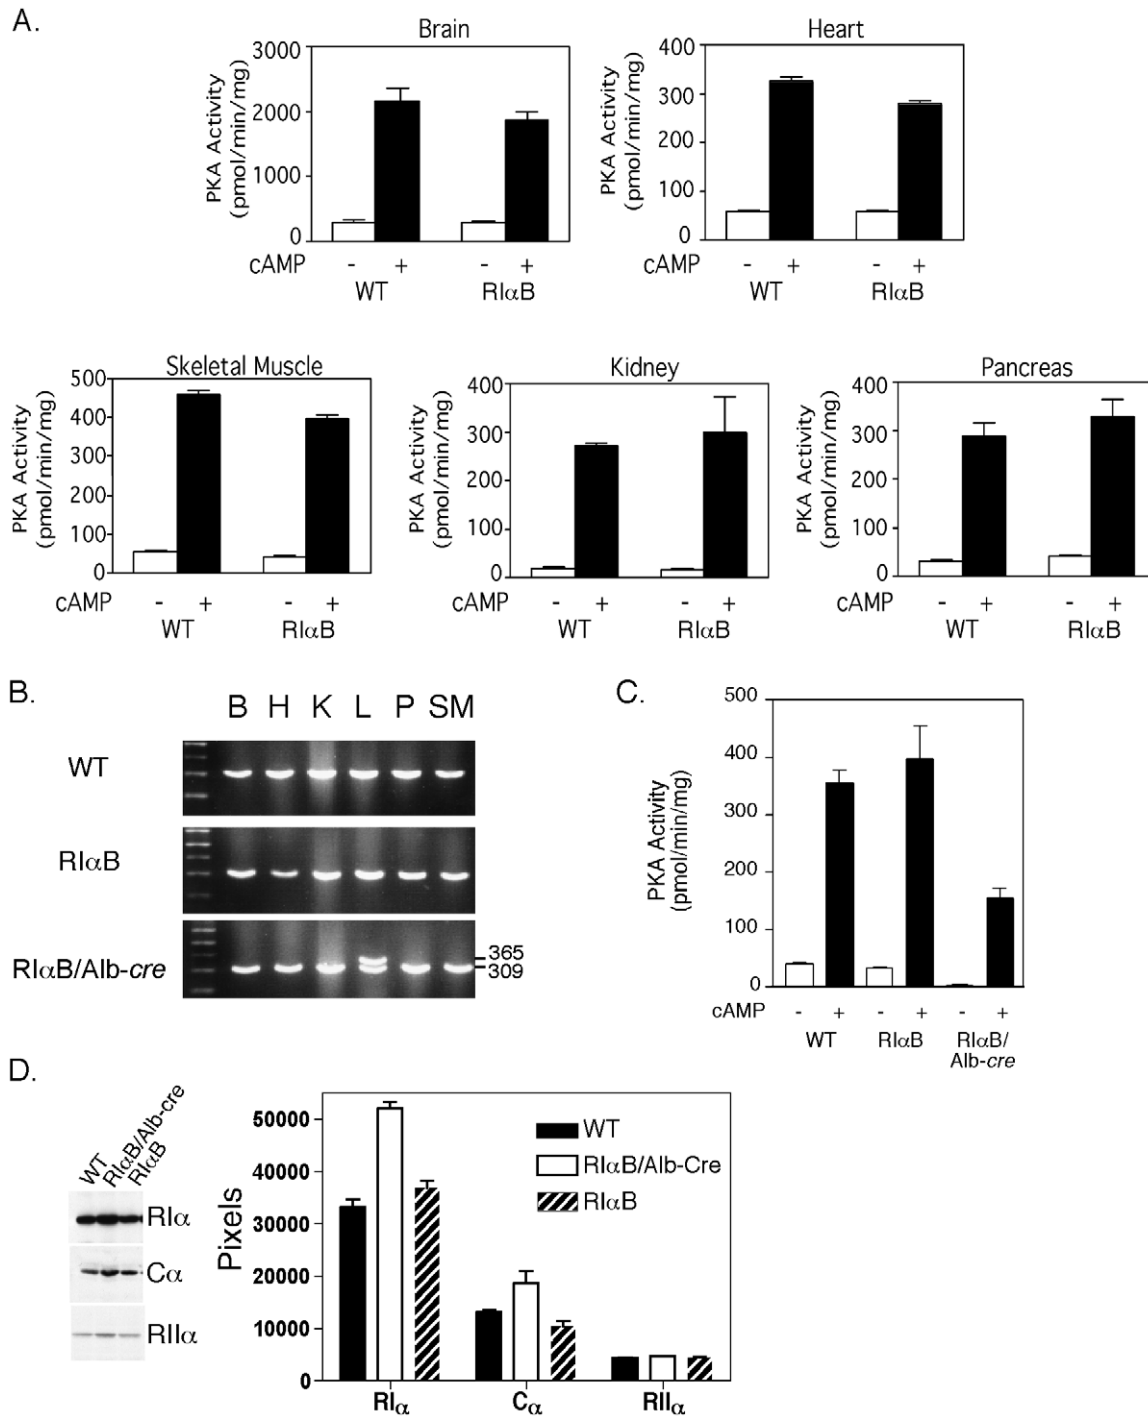 A.
Brain
PKA Activity
(pmol/min/mg)
3000
2000
1000
0
cAMP - + - +
WT RIαB
Heart
PKA Activity
(pmol/min/mg)
400
300
200
100
0
- + - +
WT RIαB
Skeletal Muscle
PKA Activity
(pmol/min/mg)
500
400
300
200
100
0
cAMP - + - +
WT RIαB
Kidney
PKA Activity
(pmol/min/mg)
400
300
200
100
0
cAMP - + - +
WT RIαB
Pancreas
PKA Activity
(pmol/min/mg)
400
300
200
100
0
cAMP - + - +
WT RIαB
B.
B H K L P SM
WT
RIαB
RIαB/Alb-cre
365
309
C.
PKA Activity
(pmol/min/mg)
500
400
300
200
100
0
cAMP - + - + - +
WT RIαB RIαB/
Alb-cre
D.
WT
RIαB/Alb-cre
RIαB
RIα
Cα
RIIα
Pixels
50000
40000
30000
20000
10000
0
WT
RIαB/Alb-Cre
RIαB
RIα Cα RIIα